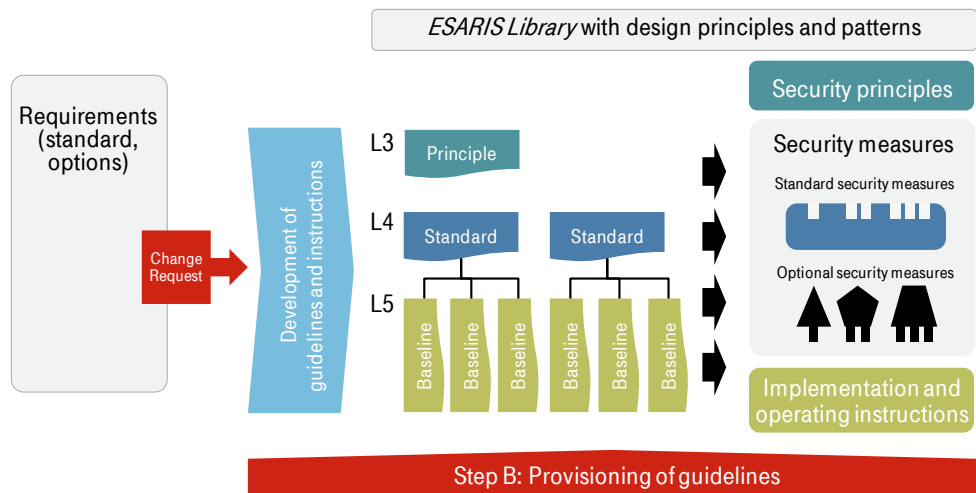 ESARIS Library with design principles and patterns
Requirements
(standard,
options)
Change
Request
Development of
guidelines and instructions
L3
Principle
L4
Standard
Standard
L5
Baseline
Baseline
Baseline
Baseline
Baseline
Baseline
Security principles
Security measures
Standard security measures
Optional security measures
Implementation and
operating instructions
Step B: Provisioning of guidelines